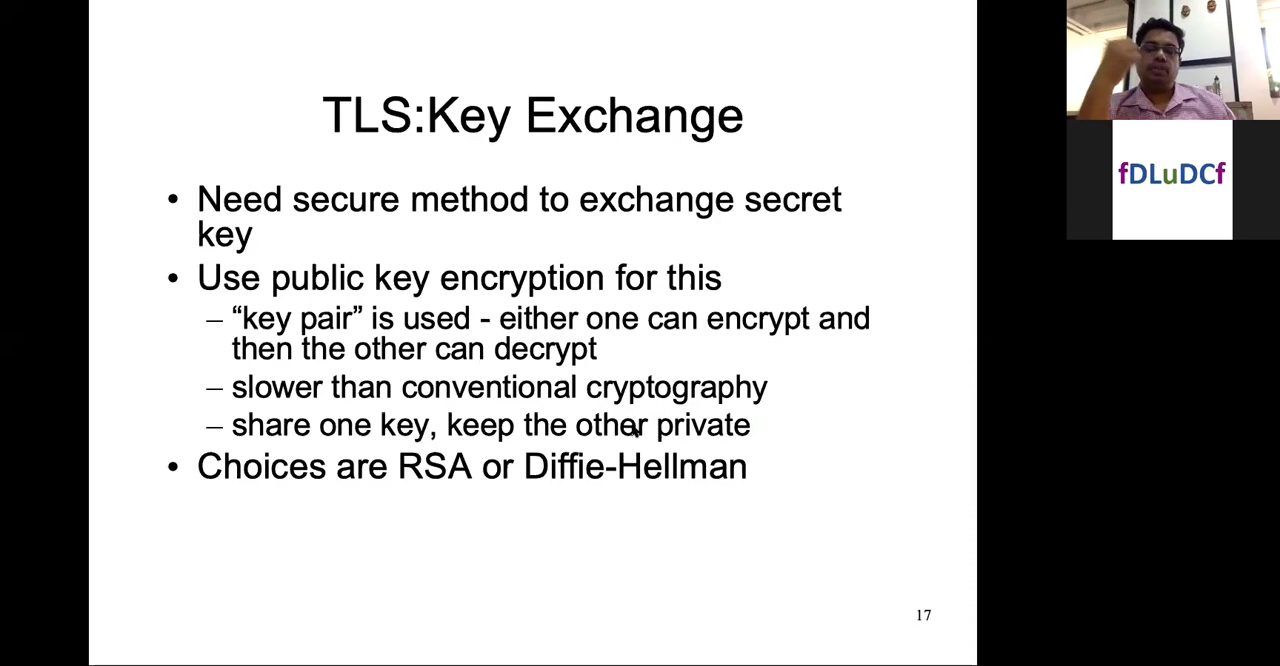 TLS:Key Exchange
• Need secure method to exchange secret
key
• Use public key encryption for this
– “key pair” is used - either one can encrypt and
then the other can decrypt
– slower than conventional cryptography
– share one key, keep the other private
• Choices are RSA or Diffie-Hellman
17
fDLuDCf